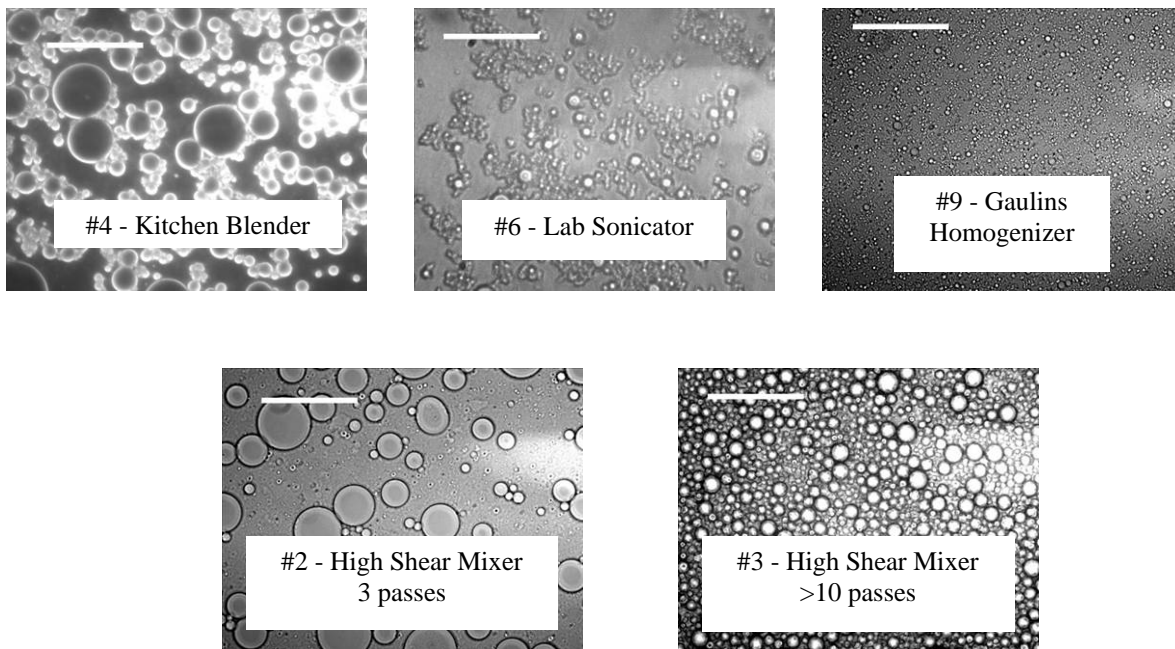 #4 - Kitchen Blender
#6 - Lab Sonicator
#9 - Gaulins
Homogenizer
#2 - High Shear Mixer
3 passes
#3 - High Shear Mixer
>10 passes